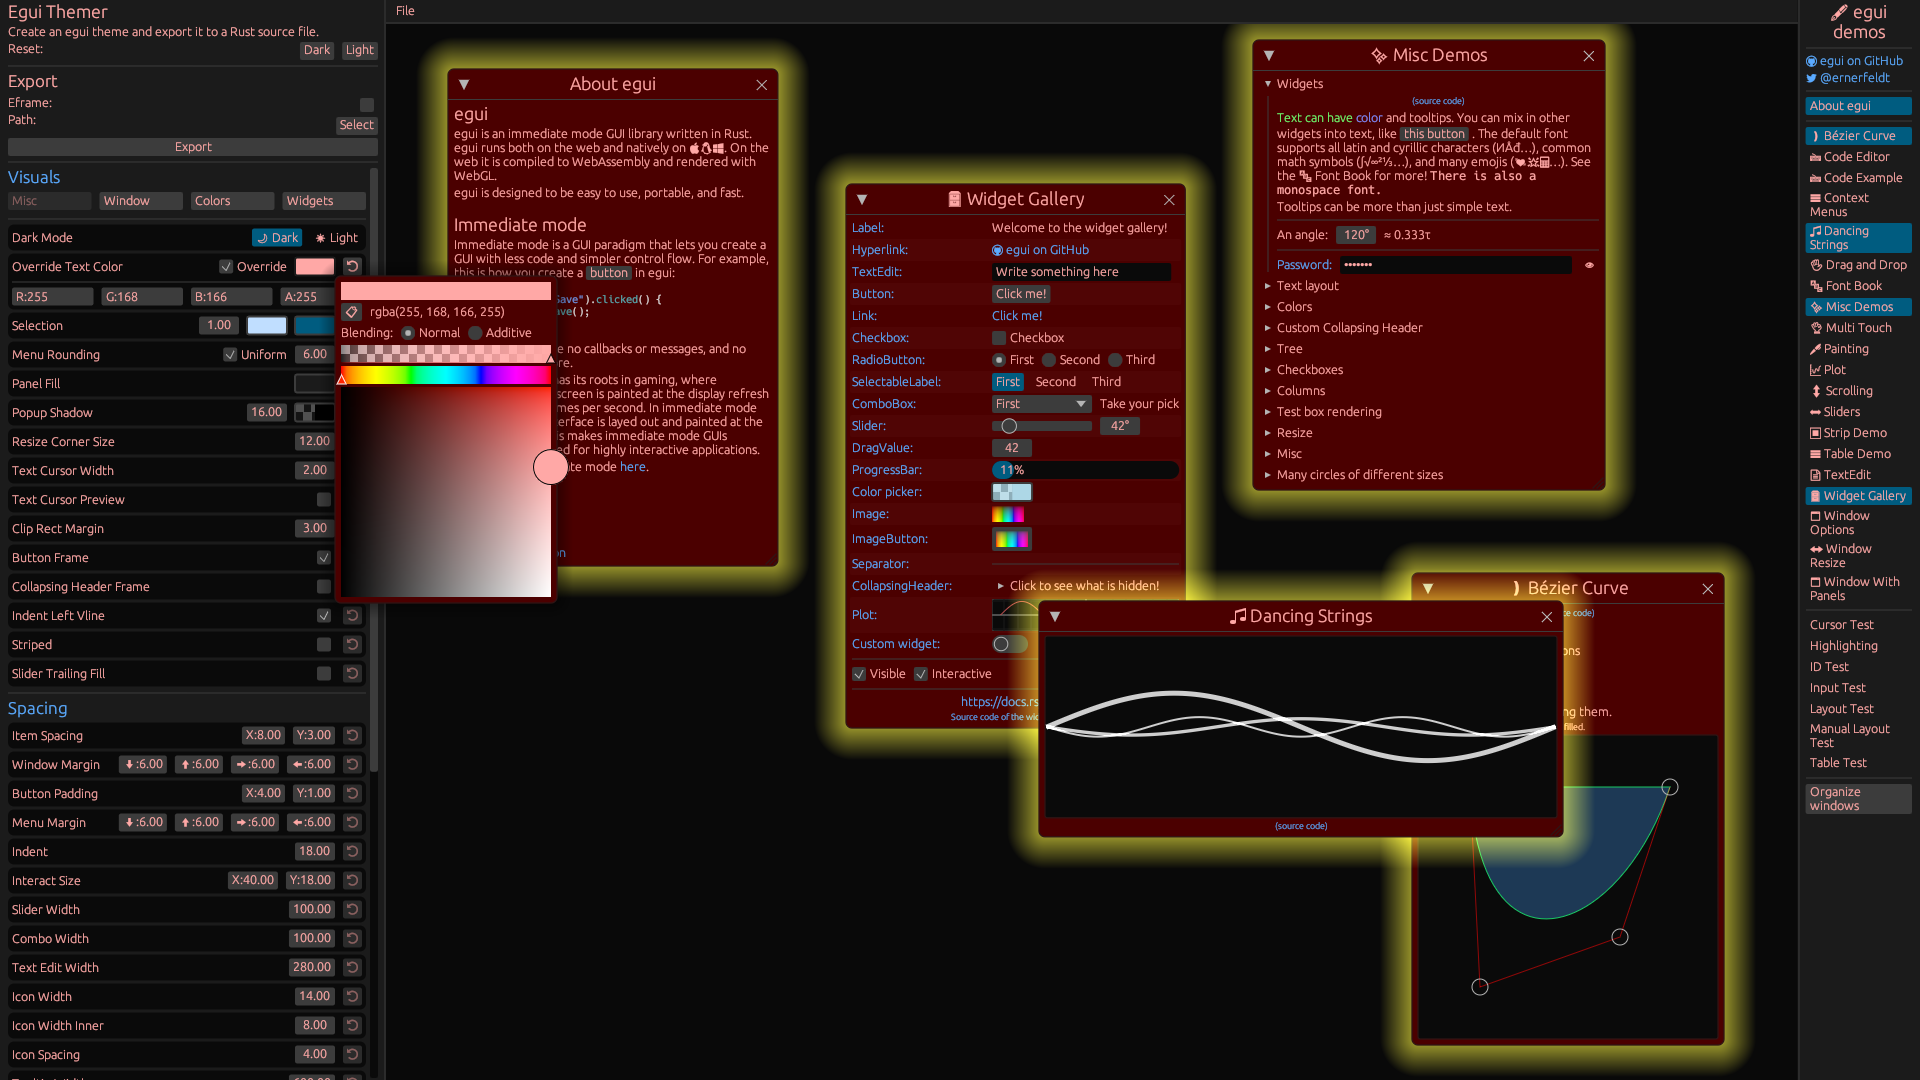 Egui Themer
Create an egui theme and export it to a Rust source file.
Reset: Dark Light
Export
Eframe:
Path: Select
Export
Visuals
Misc Window Colors Widgets
Dark Mode Dark Light
Override Text Color Override
R:255 G:168 B:166 A:255
Selection 1.00
Menu Rounding Uniform 6.00
Panel Fill
Popup Shadow 16.00
Resize Corner Size 12.00
Text Cursor Width 2.00
Text Cursor Preview
Clip Rect Margin 3.00
Button Frame
Collapsing Header Frame
Indent Left Vline
Striped
Slider Trailing Fill
Spacing
Item Spacing X:8.00 Y:3.00
Window Margin :6.00 :6.00 :6.00 :6.00
Button Padding X:4.00 Y:1.00
Menu Margin :6.00 :6.00 :6.00 :6.00
Indent 18.00
Interact Size X:40.00 Y:18.00
Slider Width 100.00
Combo Width 100.00
Text Edit Width 280.00
Icon Width 14.00
Icon Width Inner 8.00
Icon Spacing 4.00
rgba(255, 168, 166, 255)
Blending: Normal Additive
File
About egui
egui
egui is an immediate mode GUI library written in Rust.
egui runs both on the web and natively on . On the
web it is compiled to WebAssembly and rendered with
WebGL.
egui is designed to be easy to use, portable, and fast.
Immediate mode
Immediate mode is a GUI paradigm that lets you create a
GUI with less code and simpler control flow. For example,
this is how you create a button in egui:
Save").clicked() {
ve();
e no callbacks or messages, and no
re.
as its roots in gaming, where
screen is painted at the display refresh
mes per second. In immediate mode
erface is layed out and painted at the
s makes immediate mode GUIs
ed for highly interactive applications.
te mode here.
n
Widget Gallery
Label: Welcome to the widget gallery!
Hyperlink: egui on GitHub
TextEdit: Write something here
Button: Click me!
Link: Click me!
Checkbox: Checkbox
RadioButton: First Second Third
SelectableLabel: First Second Third
ComboBox: First Take your pick
Slider: 42°
DragValue: 42
ProgressBar: 11%
Color picker:
Image:
ImageButton:
Separator:
CollapsingHeader: Click to see what is hidden!
Plot:
Custom widget:
Visible Interactive
https://docs.rs
Source code of the wid
Misc Demos
Widgets
(source code)
Text can have color and tooltips. You can mix in other
widgets into text, like this button . The default font
supports all latin and cyrillic characters (ИÅđ…), common
math symbols (∫√∞²⅓…), and many emojis (…). See
the Font Book for more! There is also a
monospace font.
Tooltips can be more than just simple text.
An angle: 120° ≈ 0.333τ
Password: •••••••
Text layout
Colors
Custom Collapsing Header
Tree
Checkboxes
Columns
Test box rendering
Resize
Misc
Many circles of different sizes
Dancing Strings
(source code)
Bézier Curve
ce code)
ons
ng them.
filled.
egui
demos
egui on GitHub
@ernerfeldt
About egui
Bézier Curve
Code Editor
Code Example
Context
Menus
Dancing
Strings
Drag and Drop
Font Book
Misc Demos
Multi Touch
Painting
Plot
Scrolling
Sliders
Strip Demo
Table Demo
TextEdit
Widget Gallery
Window
Options
Window
Resize
Window With
Panels
Cursor Test
Highlighting
ID Test
Input Test
Layout Test
Manual Layout
Test
Table Test
Organize
windows